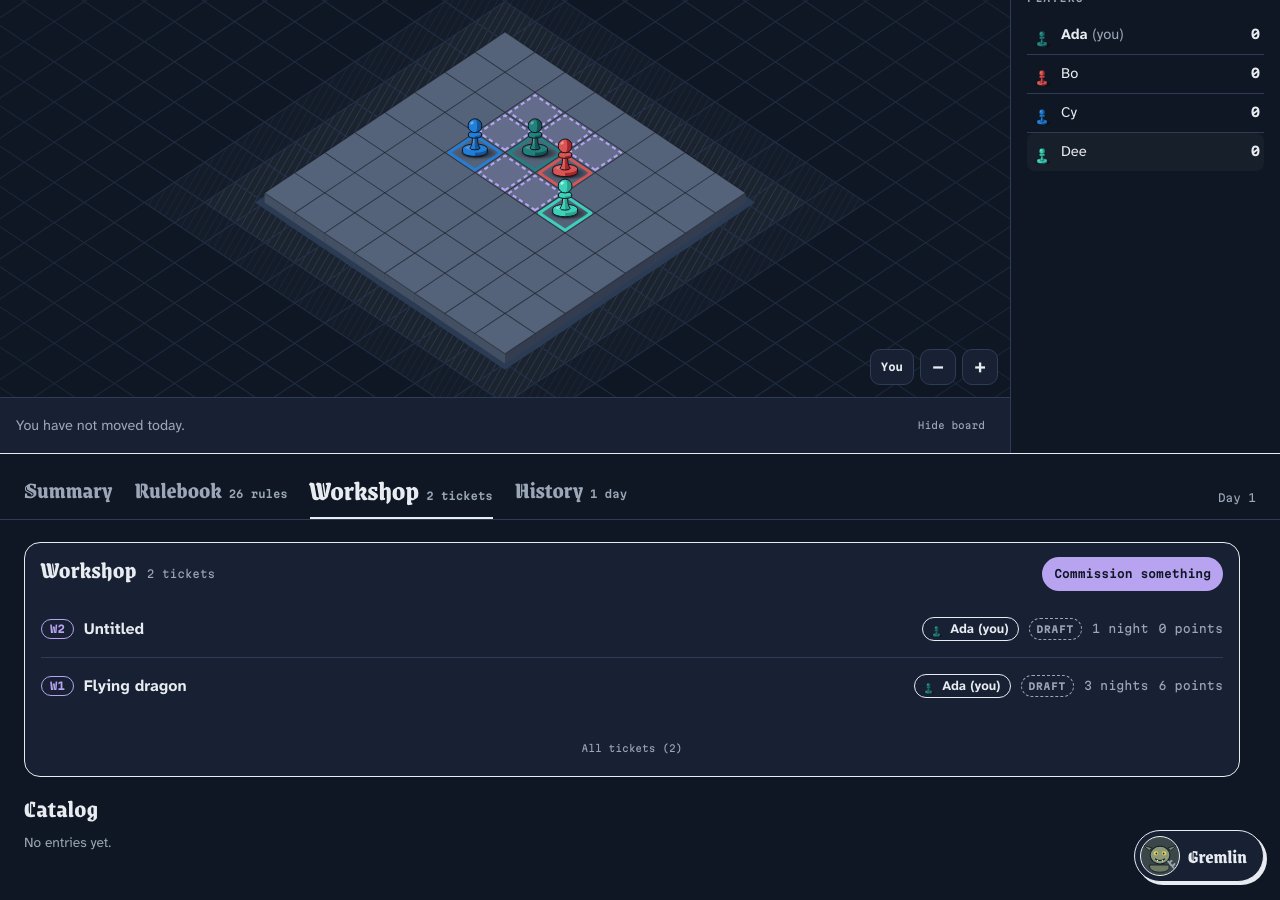 Ada (you) 0
Bo 0
Cy 0
Dee 0
You − +
You have not moved today. Hide board
Summary Rulebook 26 rules Workshop 2 tickets History 1 day Day 1
Workshop 2 tickets Commission something
W2 Untitled Ada (you) DRAFT 1 night 0 points
W1 Flying dragon Ada (you) DRAFT 3 nights 6 points
All tickets (2)
Catalog
No entries yet.
Gremlin